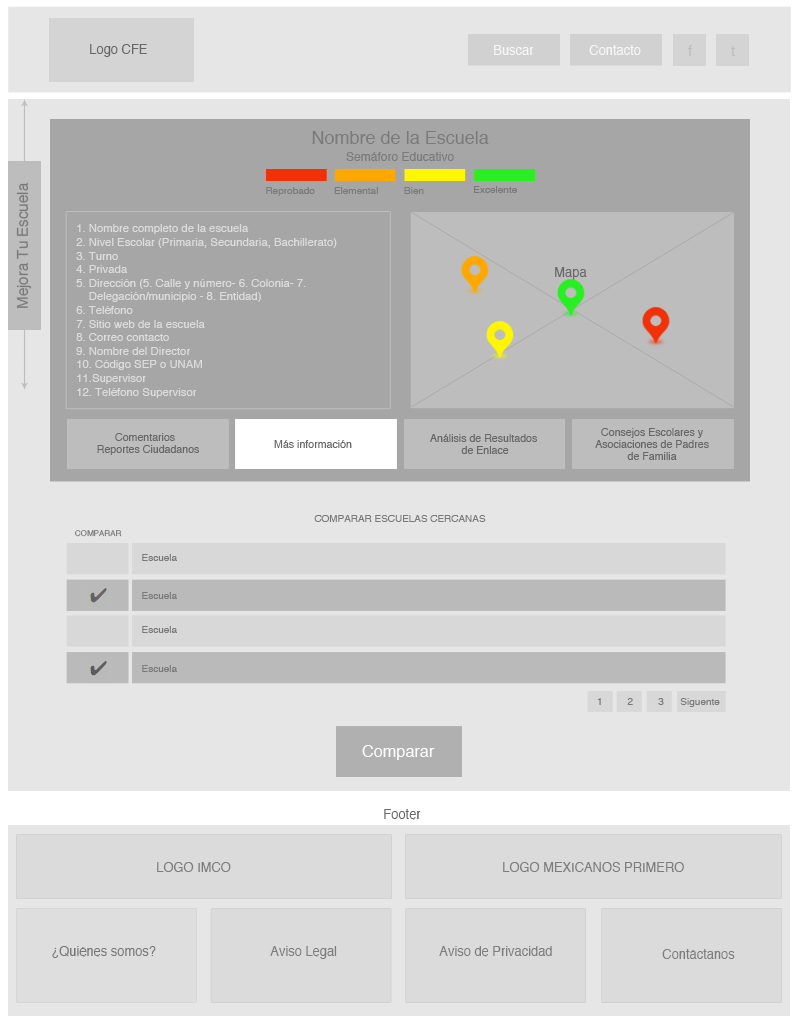 Logo CFE
Buscar
Contacto
f
t
Mejora Tu Escuela
Nombre de la Escuela
Semáforo Educativo
Reprobado
Elemental
Bien
Excelente
1. Nombre completo de la escuela
2. Nivel Escolar (Primaria, Secundaria, Bachillerato)
3. Turno
4. Privada
5. Dirección (5. Calle y número- 6. Colonia- 7.
Delegación/municipio - 8. Entidad)
6. Teléfono
7. Sitio web de la escuela
8. Correo contacto
9. Nombre del Director
10. Código SEP o UNAM
11.Supervisor
12. Teléfono Supervisor
Mapa
Comentarios
Reportes Ciudadanos
Más información
Análisis de Resultados
de Enlace
Consejos Escolares y
Asociaciones de Padres
de Familia
COMPARAR ESCUELAS CERCANAS
COMPARAR
Escuela
✔ Escuela
Escuela
✔ Escuela
1 2 3 Siguente
Comparar
Footer
LOGO IMCO
LOGO MEXICANOS PRIMERO
¿Quiénes somos?
Aviso Legal
Aviso de Privacidad
Contáctanos